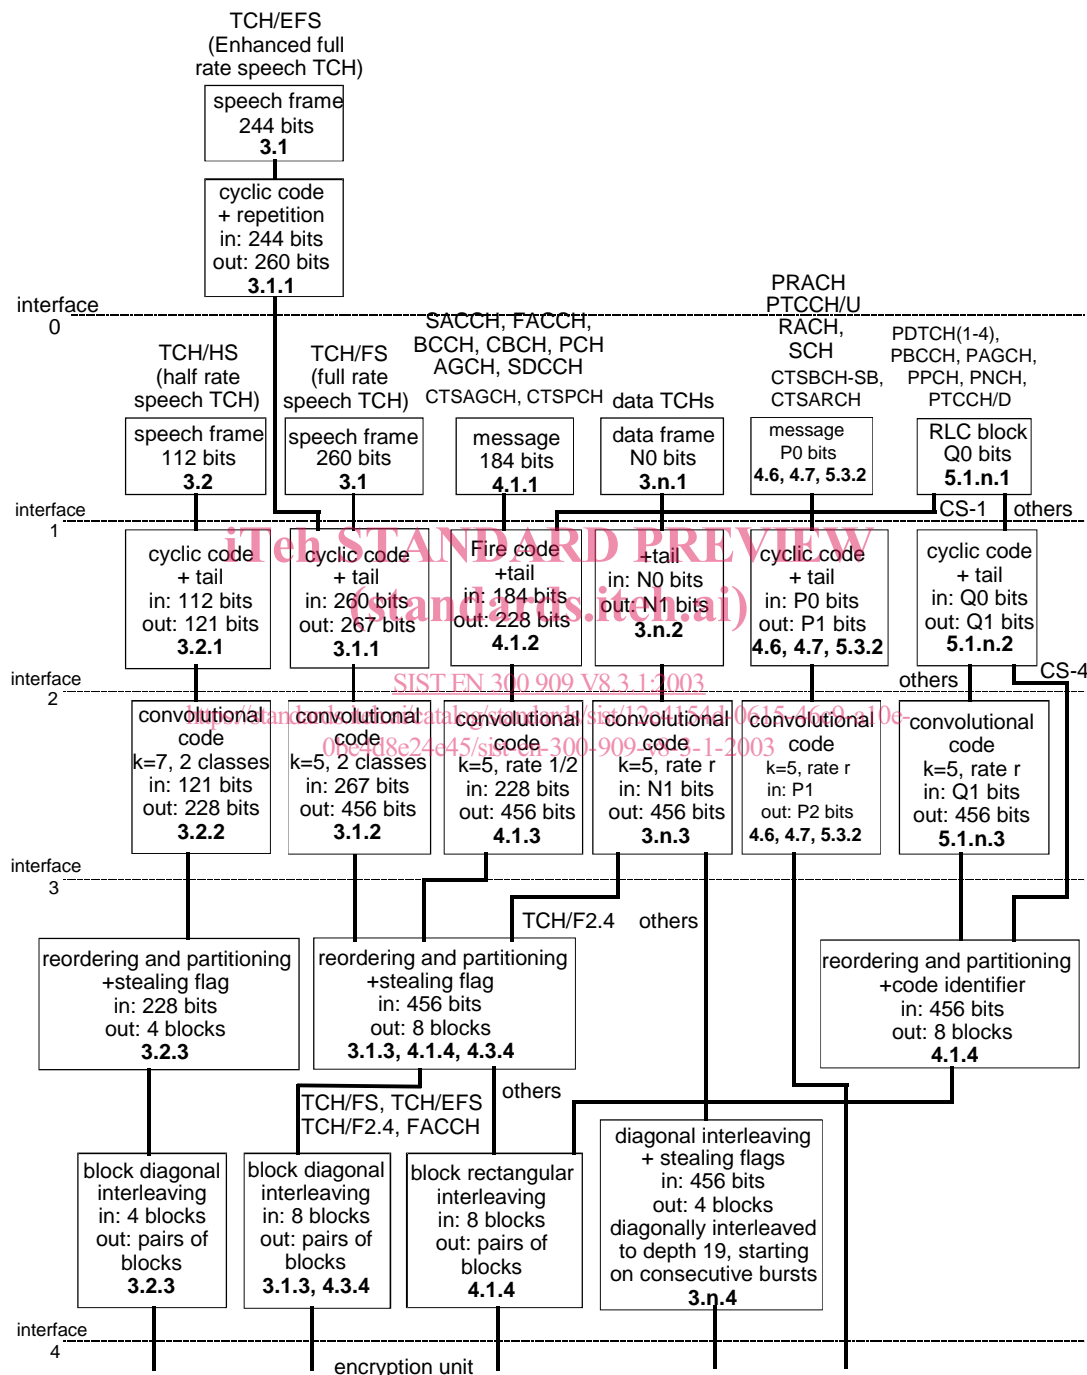 TCH/EFS
(Enhanced full
rate speech TCH)
speech frame
244 bits
3.1
cyclic code
+ repetition
in: 244 bits
out: 260 bits
3.1.1
interface
0
TCH/HS
(half rate
speech TCH)
TCH/FS
(full rate
speech TCH)
SACCH, FACCH,
BCCH, CBCH, PCH
AGCH, SDCCH
CTSAGCH, CTSPCH
data TCHs
PRACH
PTCCH/U
RACH,
SCH
CTSBCH-SB,
CTSARCH
PDTCH(1-4),
PBCCH, PAGCH,
PPCH, PNCH,
PTCCH/D
speech frame
112 bits
3.2
speech frame
260 bits
3.1
message
184 bits
4.1.1
data frame
N0 bits
3.n.1
message
P0 bits
4.6, 4.7, 5.3.2
RLC block
Q0 bits
5.1.n.1
interface
1
CS-1
others
iTeh STANDARD PREVIEW
(standards.iteh.ai)
cyclic code
+ tail
in: 112 bits
out: 121 bits
3.2.1
cyclic code
+ tail
in: 260 bits
out: 267 bits
3.1.1
Fire code
+tail
in: 184 bits
out: 228 bits
4.1.2
+tail
in: N0 bits
out: N1 bits
3.n.2
cyclic code
+ tail
in: P0 bits
out: P1 bits
4.6, 4.7, 5.3.2
cyclic code
+ tail
in: Q0 bits
out: Q1 bits
5.1.n.2
interface
2
others
CS-4
SIST EN 300 909 V8.3.1:2003
convolutional
code
k=7, 2 classes
in: 121 bits
out: 228 bits
3.2.2
convolutional
code
k=5, 2 classes
in: 267 bits
out: 456 bits
3.1.2
convolutional
code
k=5, rate 1/2
in: 228 bits
out: 456 bits
4.1.3
convolutional
code
k=5, rate r
in: N1 bits
out: 456 bits
3.n.3
convolutional
code
k=5, rate r
in: P1
out: P2 bits
4.6, 4.7, 5.3.2
convolutional
code
k=5, rate r
in: Q1 bits
out: 456 bits
5.1.n.3
interface
3
TCH/F2.4
others
reordering and partitioning
+stealing flag
in: 228 bits
out: 4 blocks
3.2.3
reordering and partitioning
+stealing flag
in: 456 bits
out: 8 blocks
3.1.3, 4.1.4, 4.3.4
reordering and partitioning
+code identifier
in: 456 bits
out: 8 blocks
4.1.4
TCH/FS, TCH/EFS
TCH/F2.4, FACCH
others
block diagonal
interleaving
in: 4 blocks
out: pairs of
blocks
3.2.3
block diagonal
interleaving
in: 8 blocks
out: pairs of
blocks
3.1.3, 4.3.4
block rectangular
interleaving
in: 8 blocks
out: pairs of
blocks
4.1.4
diagonal interleaving
+ stealing flags
in: 456 bits
out: 4 blocks
diagonally interleaved
to depth 19, starting
on consecutive bursts
3.n.4
interface
4
encryption unit